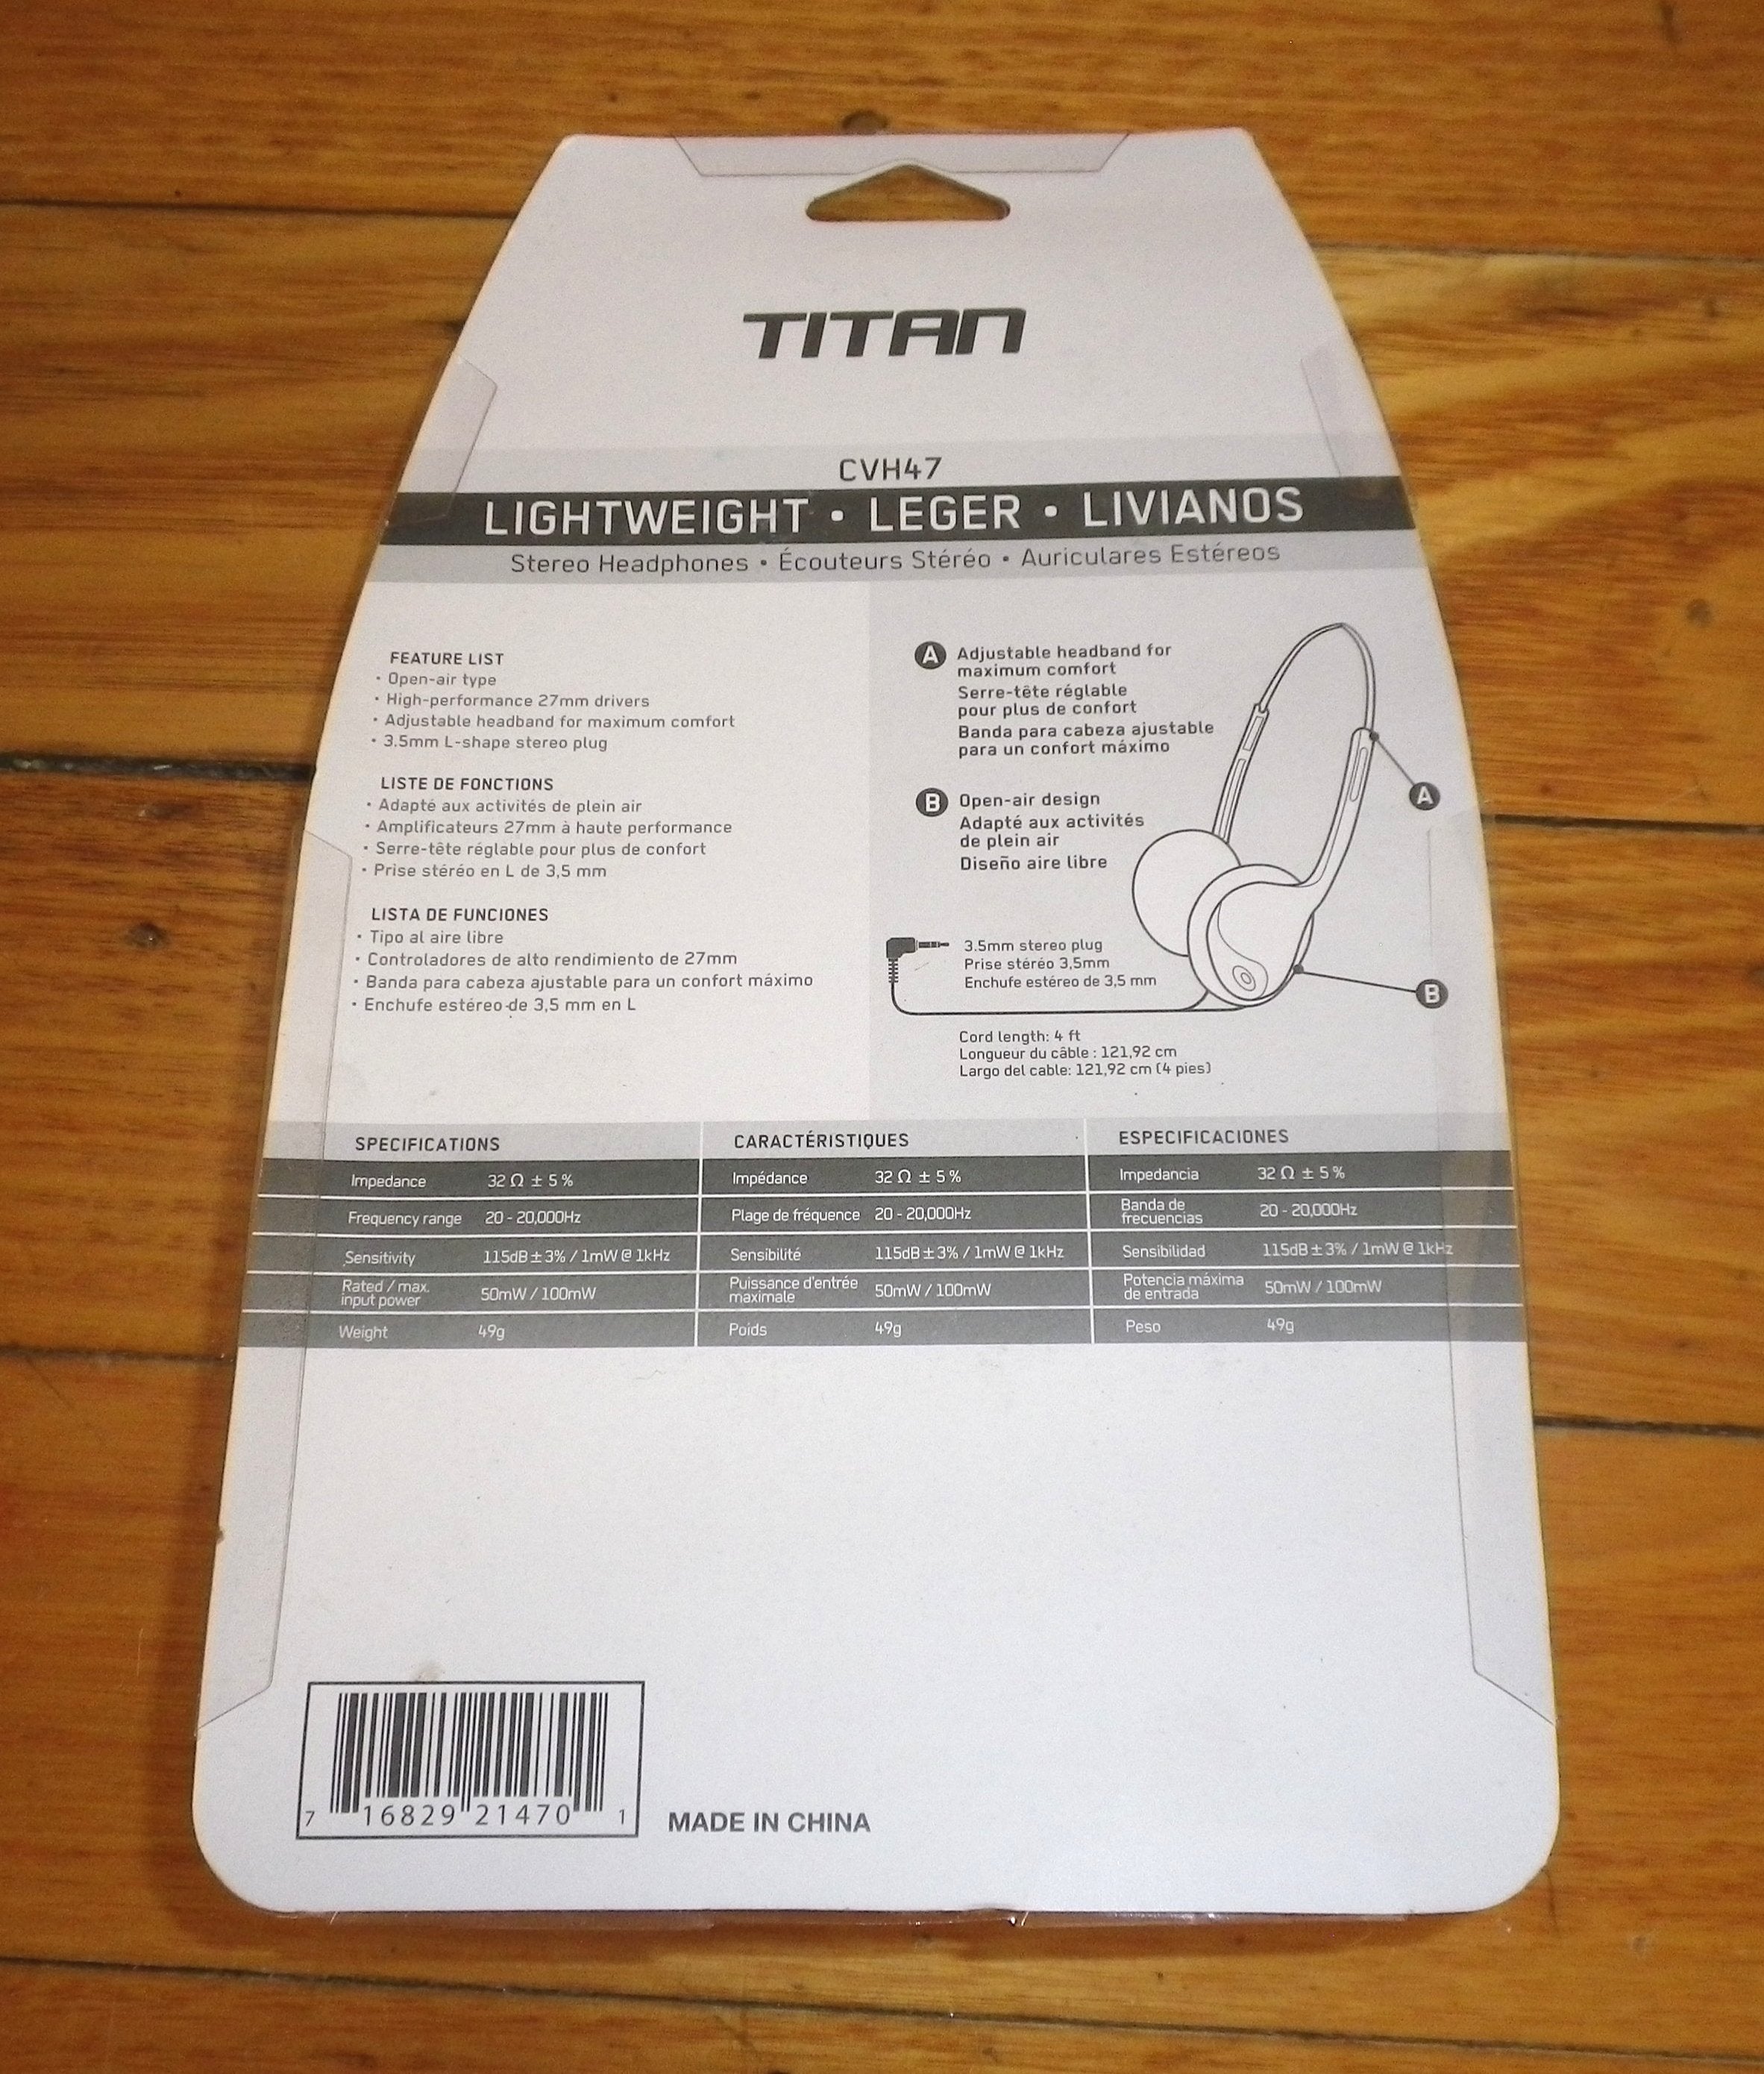 TITAN
CVH47
LIGHTWEIGHT • LEGER • LIVIANOS
Stereo Headphones • Écouteurs Stéréo • Auriculares Estéreos
FEATURE LIST
• Open-air type
• High-performance 27mm drivers
• Adjustable headband for maximum comfort
• 3.5mm L-shape stereo plug
LISTE DE FONCTIONS
• Adapté aux activités de plein air
• Amplificateurs 27mm à haute performance
• Serre-tête réglable pour plus de confort
• Prise stéréo en L de 3,5 mm
LISTA DE FUNCIONES
• Tipo al aire libre
• Controladores de alto rendimiento de 27mm
• Banda para cabeza ajustable para un confort máximo
• Enchufe estéreo de 3,5 mm en L
A Adjustable headband for
maximum comfort
Serre-tête réglable
pour plus de confort
Banda para cabeza ajustable
para un confort máximo
A
B Open-air design
Adapté aux activités
de plein air
Diseño aire libre
B
3.5mm stereo plug
Prise stéréo 3,5mm
Enchufe estéreo de 3,5 mm
Cord length: 4 ft
Longueur du câble : 121,92 cm
Largo del cable: 121,92 cm (4 pies)
SPECIFICATIONS
Impedance 32 Ω ± 5 %
Frequency range 20 - 20,000Hz
Sensitivity 115dB ± 3% / 1mW @ 1kHz
Rated / max.
input power 50mW / 100mW
Weight 49g
CARACTÉRISTIQUES
Impédance 32 Ω ± 5 %
Plage de fréquence 20 - 20,000Hz
Sensibilité 115dB ± 3% / 1mW @ 1kHz
Puissance d'entrée
maximale 50mW / 100mW
Poids 49g
ESPECIFICACIONES
Impedancia 32 Ω ± 5 %
Banda de
frecuencias 20 - 20,000Hz
Sensibilidad 115dB ± 3% / 1mW @ 1kHz
Potencia máxima
de entrada 50mW / 100mW
Peso 49g
7 16829 21470 1
MADE IN CHINA